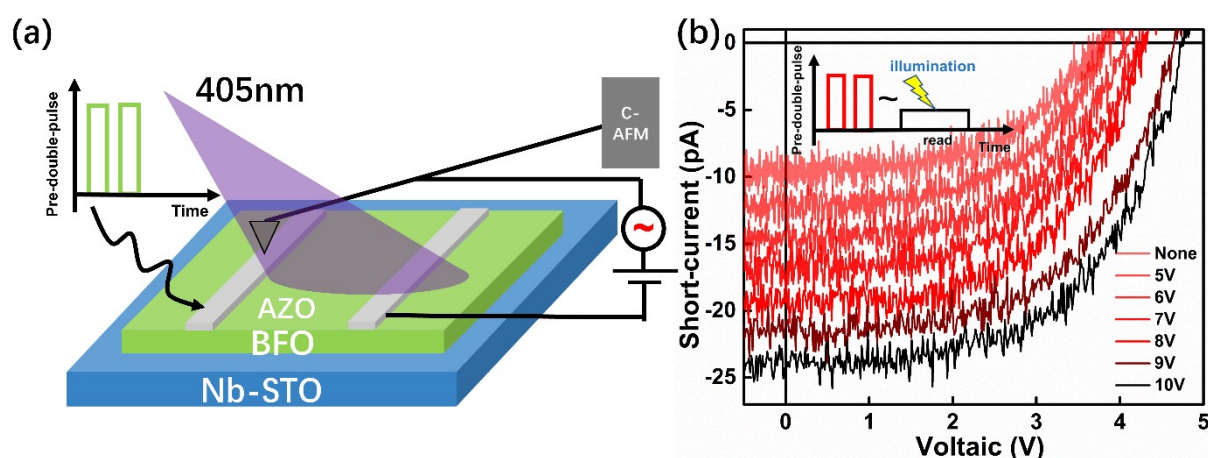 (a)
405nm
C-
AFM
Pre-double-pulse
Time
AZO
BFO
Nb-STO
~
(b)
0
-5
-10
-15
-20
-25
Short-currrent (pA)
Pre-double-pulse
illumination
~
read
Time
None
5V
6V
7V
8V
9V
10V
0
1
2
3
4
5
Voltaic (V)